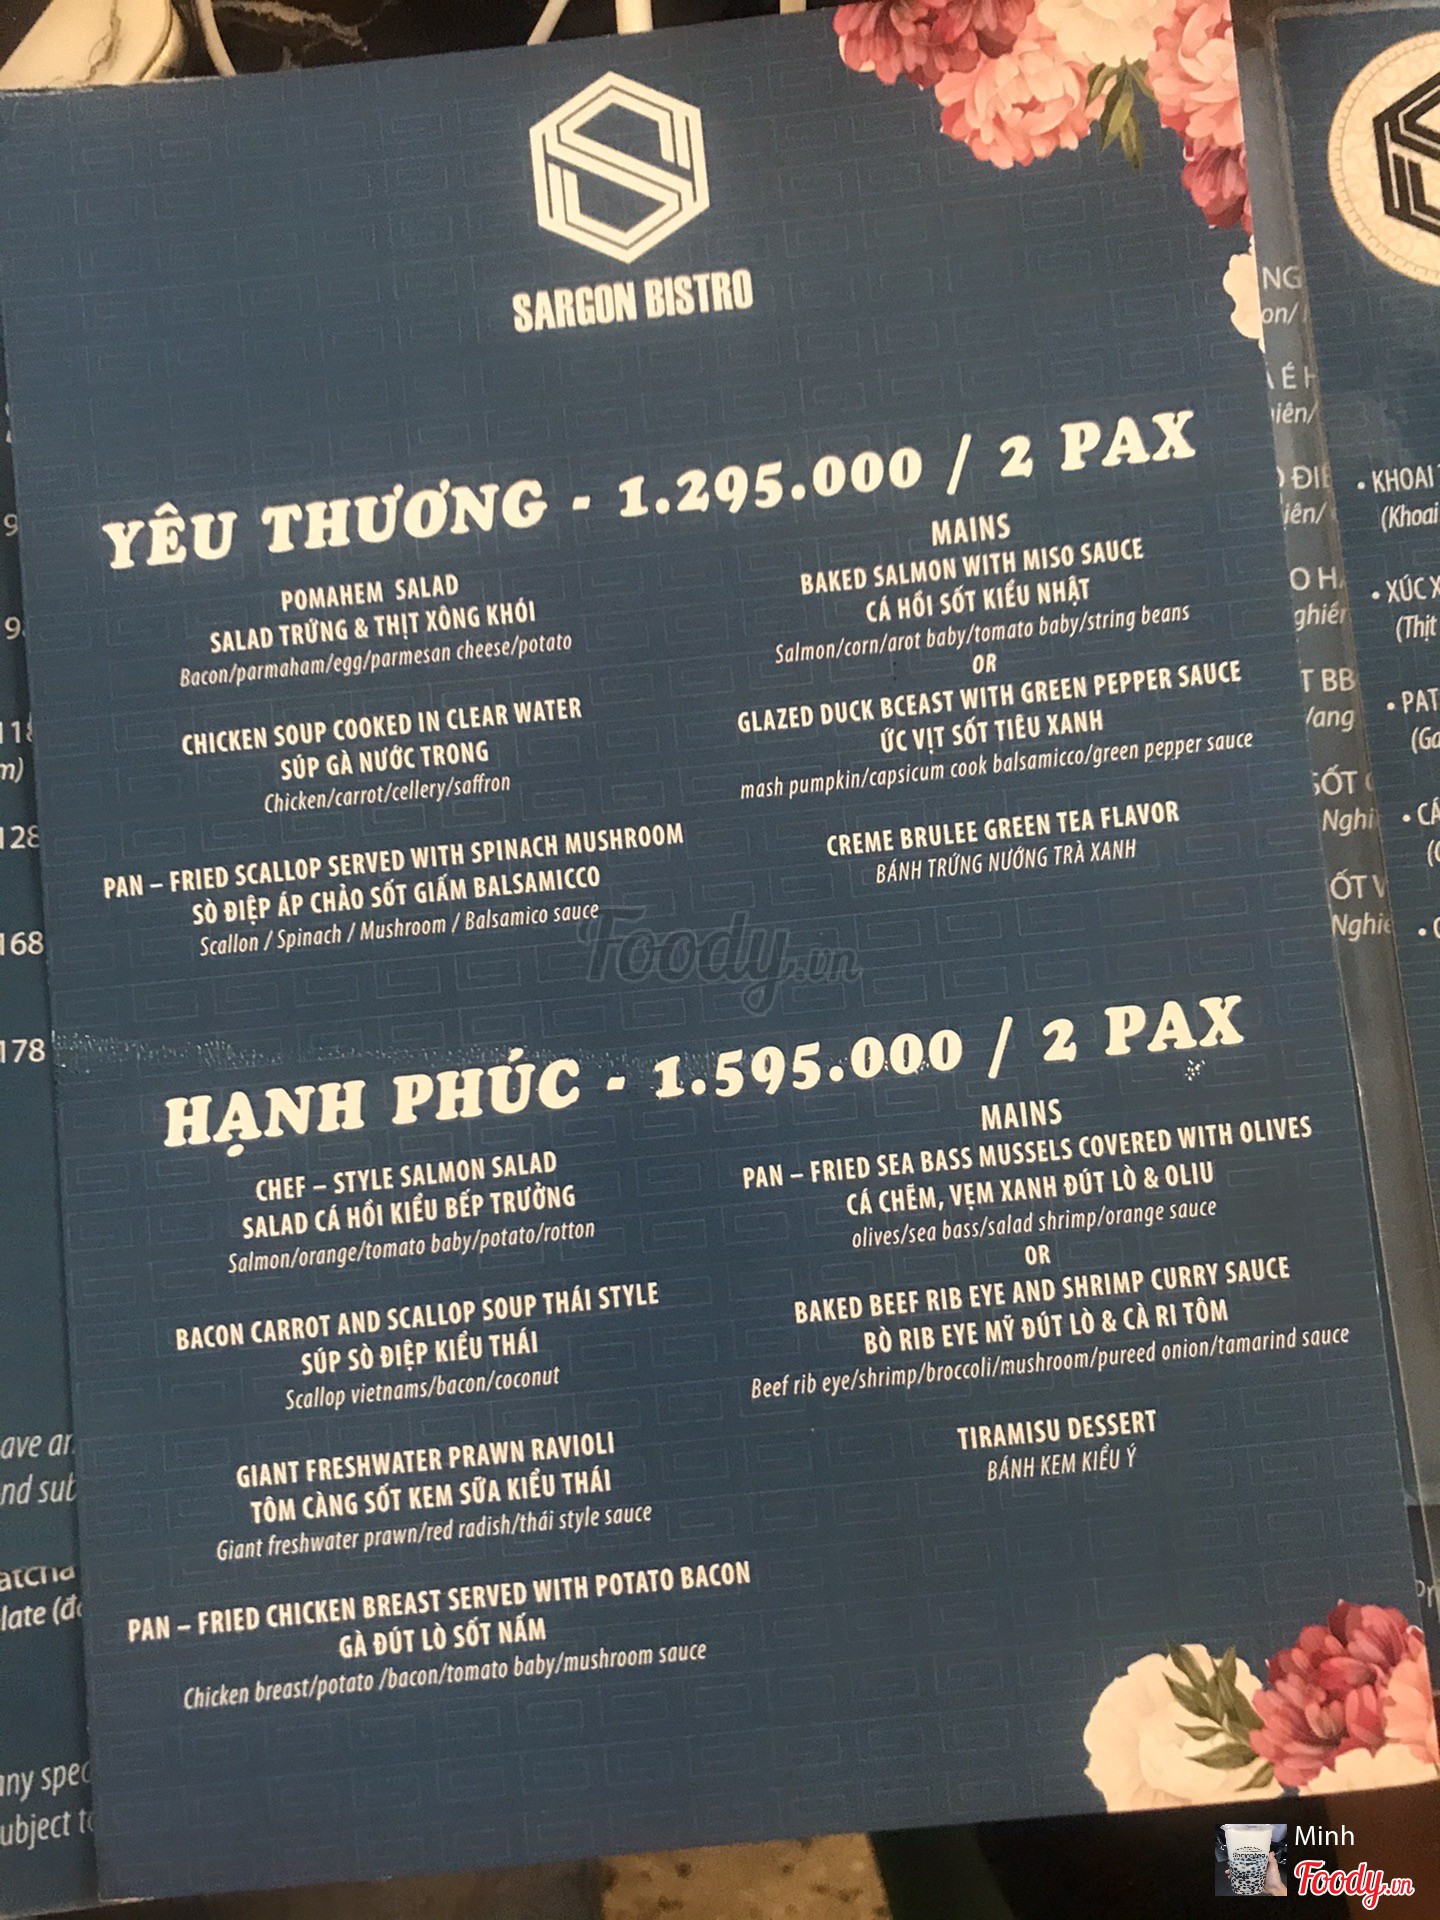 SARGON BISTRO
YÊU THƯƠNG - 1.295.000 / 2 PAX
POMAHEM SALAD
SALAD TRỨNG & THỊT XÔNG KHÓI
Bacon/parmaham/egg/parmesan cheese/potato
CHICKEN SOUP COOKED IN CLEAR WATER
SÚP GÀ NƯỚC TRONG
Chicken/carrot/cellery/saffron
PAN – FRIED SCALLOP SERVED WITH SPINACH MUSHROOM
SÒ ĐIỆP ÁP CHẢO SỐT GIẤM BALSAMICCO
Scallon / Spinach / Mushroom / Balsamico sauce
MAINS
BAKED SALMON WITH MISO SAUCE
CÁ HỒI SỐT KIỂU NHẬT
Salmon/corn/arot baby/tomato baby/string beans
OR
GLAZED DUCK BCEAST WITH GREEN PEPPER SAUCE
ỨC VỊT SỐT TIÊU XANH
mash pumpkin/capsicum cook balsamicco/green pepper sauce
CREME BRULEE GREEN TEA FLAVOR
BÁNH TRỨNG NƯỚNG TRÀ XANH
Foody.vn
HẠNH PHÚC - 1.595.000 / 2 PAX
CHEF – STYLE SALMON SALAD
SALAD CÁ HỒI KIỂU BẾP TRƯỞNG
Salmon/orange/tomato baby/potato/rotton
BACON CARROT AND SCALLOP SOUP THÁI STYLE
SÚP SÒ ĐIỆP KIỂU THÁI
Scallop vietnams/bacon/coconut
GIANT FRESHWATER PRAWN RAVIOLI
TÔM CÀNG SỐT KEM SỮA KIỂU THÁI
Giant freshwater prawn/red radish/thái style sauce
PAN – FRIED CHICKEN BREAST SERVED WITH POTATO BACON
GÀ ĐÚT LÒ SỐT NẤM
Chicken breast/potato /bacon/tomato baby/mushroom sauce
MAINS
PAN – FRIED SEA BASS MUSSELS COVERED WITH OLIVES
CÁ CHẼM, VẸM XANH ĐÚT LÒ & OLIU
olives/sea bass/salad shrimp/orange sauce
OR
BAKED BEEF RIB EYE AND SHRIMP CURRY SAUCE
BÒ RIB EYE MỸ ĐÚT LÒ & CÀ RI TÔM
Beef rib eye/shrimp/broccoli/mushroom/pureed onion/tamarind sauce
TIRAMISU DESSERT
BÁNH KEM KIỂU Ý
128
168
178
• KHOAI
(Khoai
• XÚC X
(Thịt
• PAT
(Ga
• CÁ
Minh
Foody.vn